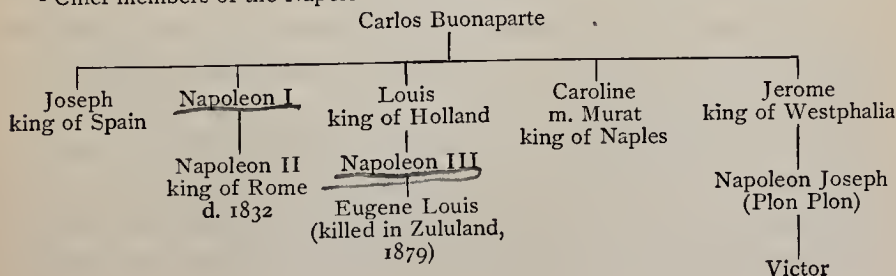 Carlos Buonaparte
Joseph
king of Spain
Napoleon I
Louis
king of Holland
Caroline
m. Murat
king of Naples
Jerome
king of Westphalia
Napoleon II
king of Rome
d. 1832
Napoleon III
Eugene Louis
(killed in Zululand,
1879)
Napoleon Joseph
(Plon Plon)
Victor